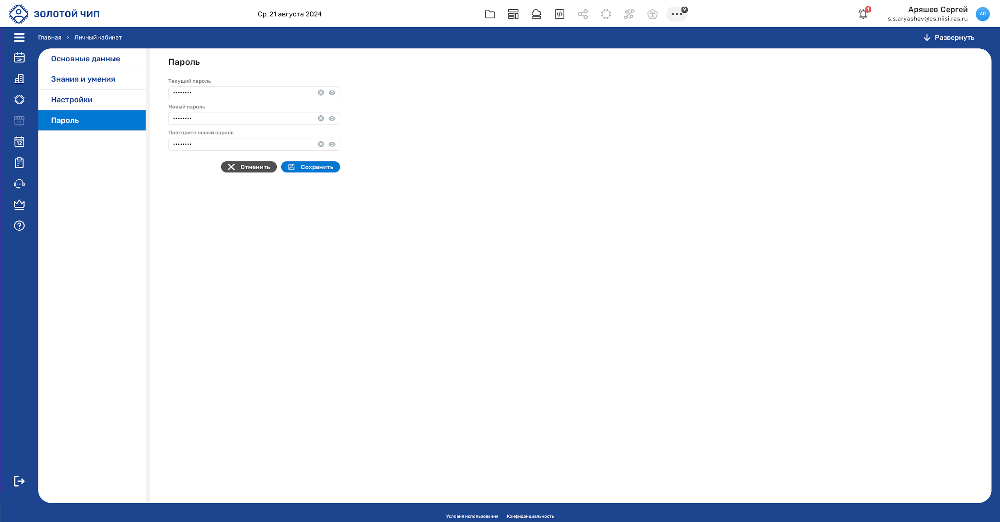 ЗОЛОТОЙ ЧИП
Ср, 21 августа 2024
9
1
Аряшев Сергей
s.s.aryashev@cs.niisi.ras.ru
АС
Главная > Личный кабинет
Развернуть
Основные данные
Знания и умения
Настройки
Пароль
12
Пароль
Текущий пароль
••••••••
Новый пароль
••••••••
Повторите новый пароль
••••••••
Отменить
Сохранить
Условия использования
Конфиденциальность